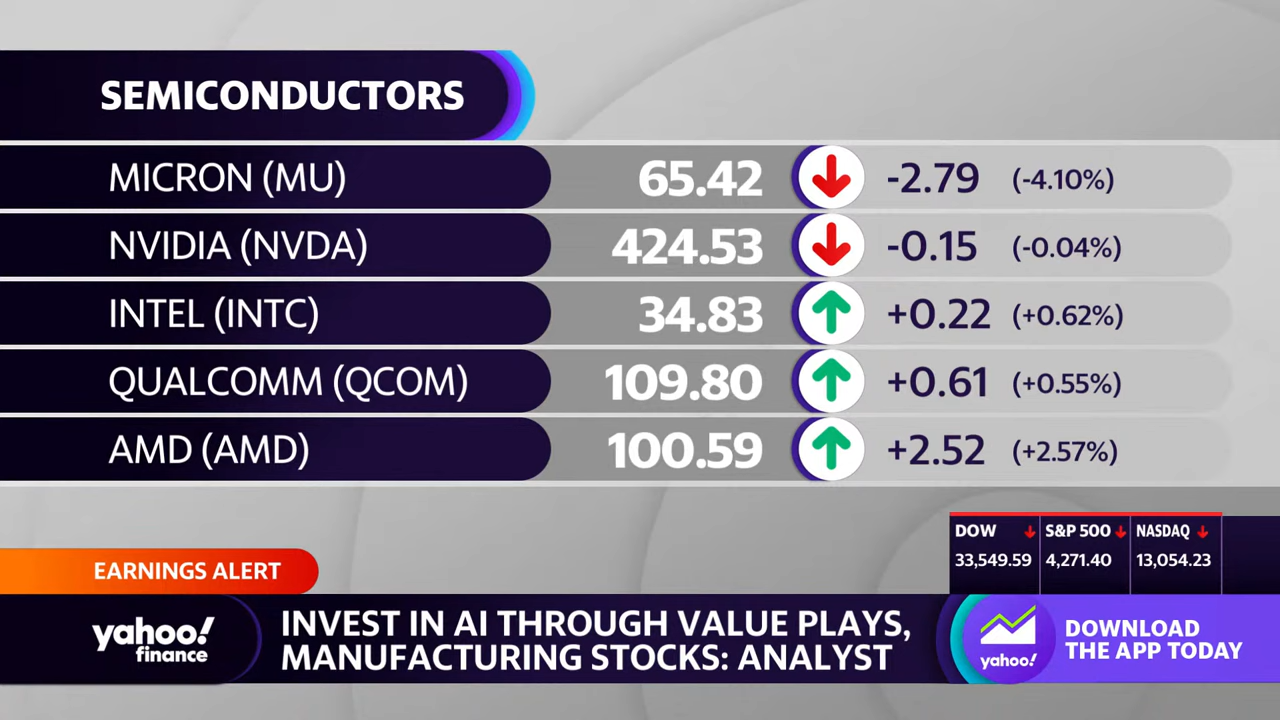 SEMICONDUCTORS
MICRON (MU) 65.42 -2.79 (-4.10%)
NVIDIA (NVDA) 424.53 -0.15 (-0.04%)
INTEL (INTC) 34.83 +0.22 (+0.62%)
QUALCOMM (QCOM) 109.80 +0.61 (+0.55%)
AMD (AMD) 100.59 +2.52 (+2.57%)
DOW S&P 500 NASDAQ
33,549.59 4,271.40 13,054.23
EARNINGS ALERT
yahoo!
finance
INVEST IN AI THROUGH VALUE PLAYS,
MANUFACTURING STOCKS: ANALYST
yahoo!
DOWNLOAD
THE APP TODAY